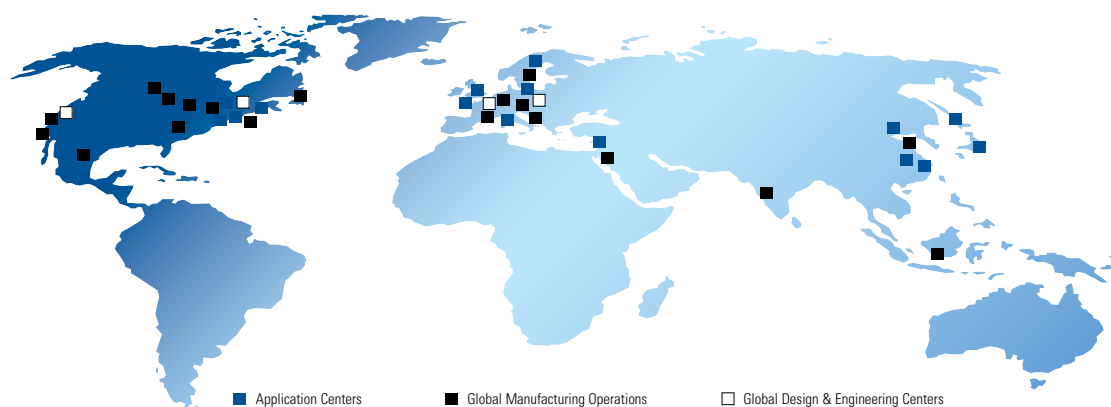 Application Centers
Global Manufacturing Operations
Global Design & Engineering Centers